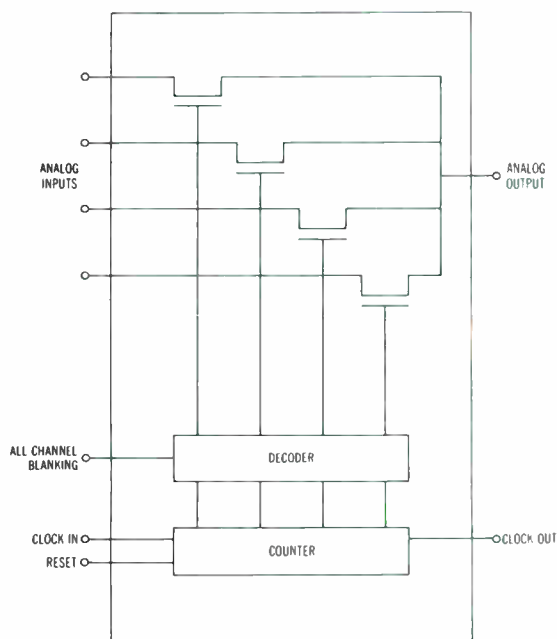 ANALOG
INPUTS
ANALOG
OUTPUT
ALL CHANNEL
BLANKING
DECODER
CLOCK IN
COUNTER
CLOCK OUT
RESET